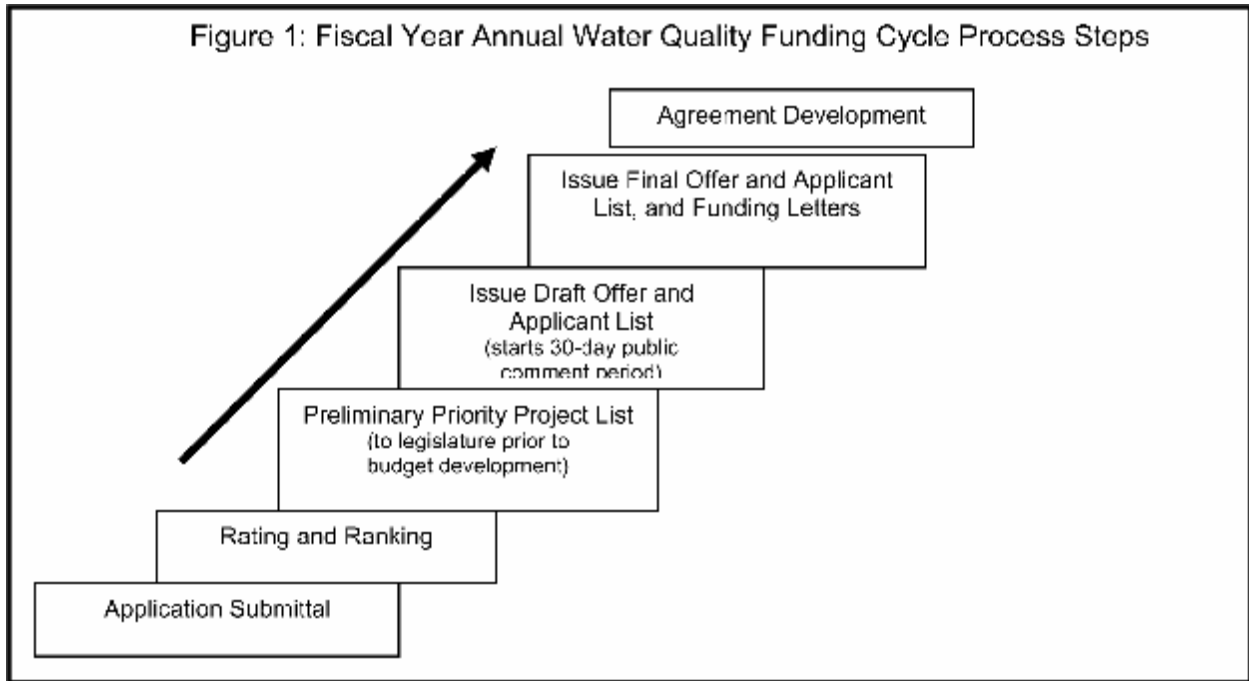 Figure 1: Fiscal Year Annual Water Quality Funding Cycle Process Steps
Agreement Development
Issue Final Offer and Applicant
List, and Funding Letters
Issue Draft Offer and
Applicant List
(starts 30-day public
comment period)
Preliminary Priority Project List
(to legislature prior to
budget development)
Rating and Ranking
Application Submittal